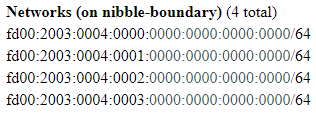 Networks (on nibble-boundary) (4 total)
fd00:2003:0004:0000:0000:0000:0000:0000/64
fd00:2003:0004:0001:0000:0000:0000:0000/64
fd00:2003:0004:0002:0000:0000:0000:0000/64
fd00:2003:0004:0003:0000:0000:0000:0000/64